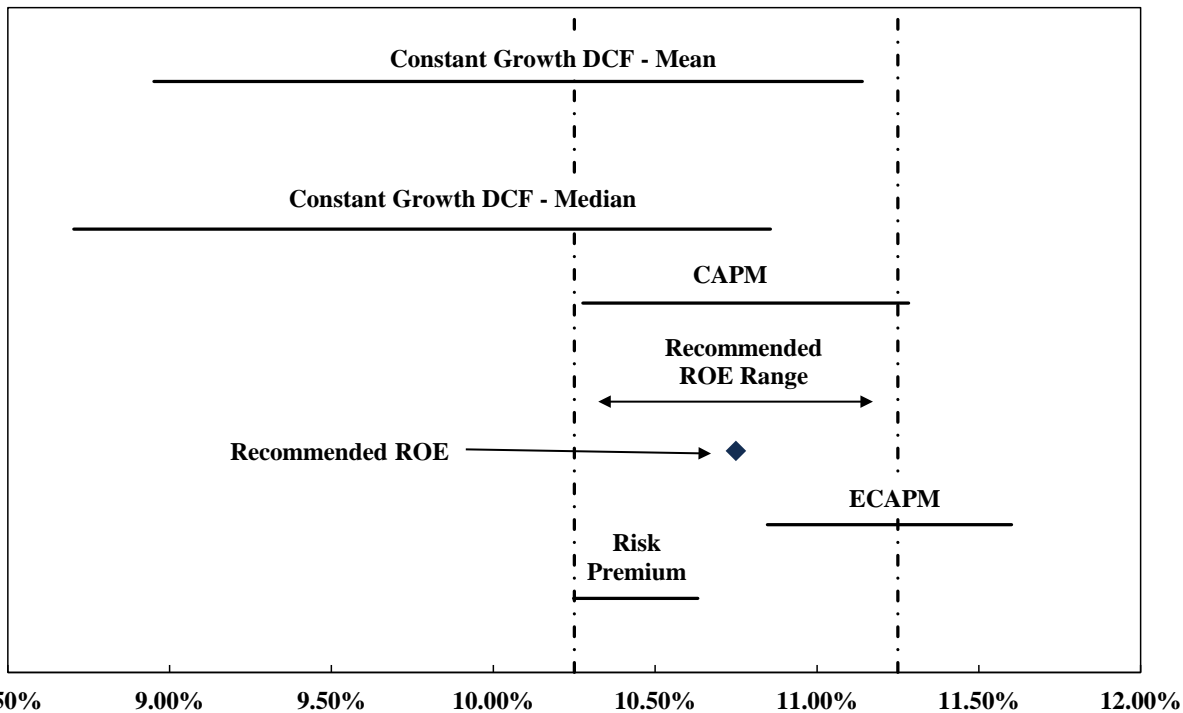 Constant Growth DCF - Mean
Constant Growth DCF - Median
CAPM
Recommended
ROE Range
Recommended ROE
ECAPM
Risk
Premium
50% 9.00% 9.50% 10.00% 10.50% 11.00% 11.50% 12.00%